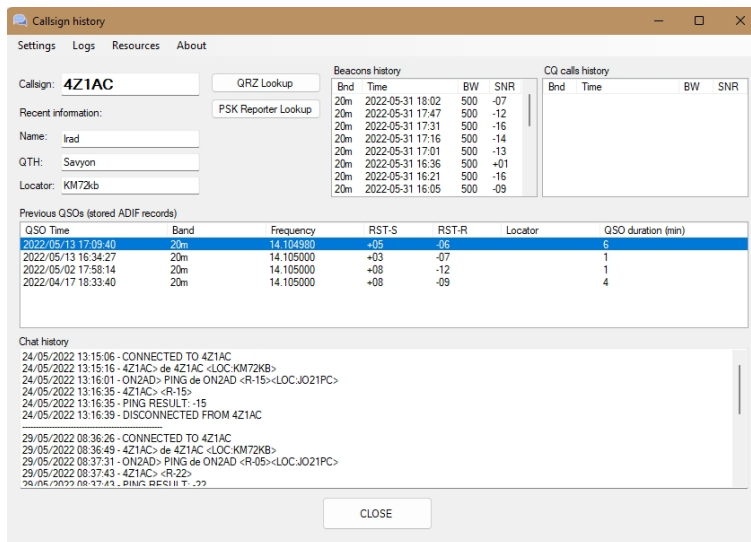 Callsign history
Settings Logs Resources About
Callsign: 4Z1AC
QRZ Lookup
Recent information:
PSK Reporter Lookup
Name: Irad
QTH: Savyon
Locator: KM72kb
Beacons history
Bnd Time BW SNR
20m 2022-05-31 18:02 500 -07
20m 2022-05-31 17:47 500 -12
20m 2022-05-31 17:31 500 -16
20m 2022-05-31 17:16 500 -14
20m 2022-05-31 17:01 500 -13
20m 2022-05-31 16:36 500 +01
20m 2022-05-31 16:21 500 -16
20m 2022-05-31 16:05 500 -09
CQ calls history
Bnd Time BW SNR
Previous QSOs (stored ADIF records)
QSO Time Band Frequency RST-S RST-R Locator QSO duration (min)
2022/05/13 17:09:40 20m 14.104980 +05 -06 6
2022/05/13 16:34:27 20m 14.105000 +03 -07 1
2022/05/02 17:58:14 20m 14.105000 +08 -12 1
2022/04/17 18:33:40 20m 14.105000 +08 -09 4
Chat history
24/05/2022 13:15:06 - CONNECTED TO 4Z1AC
24/05/2022 13:15:16 - 4Z1AC> de 4Z1AC <LOC:KM72KB>
24/05/2022 13:16:01 - ON2AD> PING de ON2AD <R-15><LOC:JO21PC>
24/05/2022 13:16:35 - 4Z1AC> <R-15>
24/05/2022 13:16:35 - PING RESULT: -15
24/05/2022 13:16:39 - DISCONNECTED FROM 4Z1AC
--------------------------------------------------
29/05/2022 08:36:26 - CONNECTED TO 4Z1AC
29/05/2022 08:36:49 - 4Z1AC> de 4Z1AC <LOC:KM72KB>
29/05/2022 08:37:31 - ON2AD> PING de ON2AD <R-05><LOC:JO21PC>
29/05/2022 08:37:43 - 4Z1AC> <R-22>
29/05/2022 08:37:43 - PING RESULT: -22
CLOSE